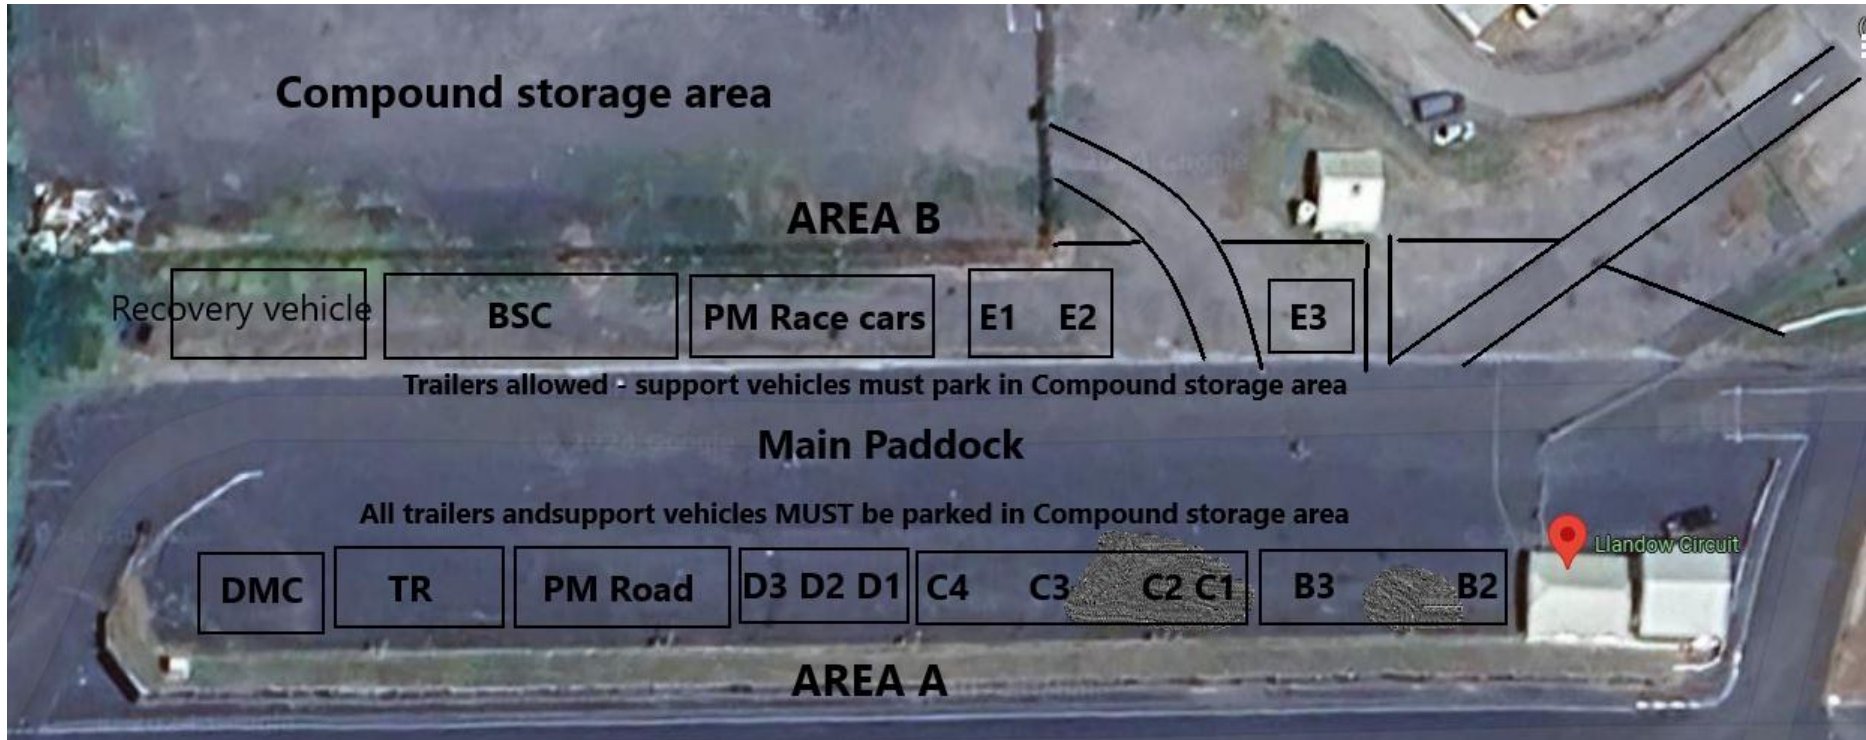 Compound storage area
AREA B
Recovery vehicle
BSC
PM Race cars
E1 E2
E3
Trailers allowed - support vehicles must park in Compound storage area
Main Paddock
All trailers andsupport vehicles MUST be parked in Compound storage area
Llandow Circuit
DMC
TR
PM Road
D3 D2 D1
C4 C3 C2 C1
B3 B2
AREA A